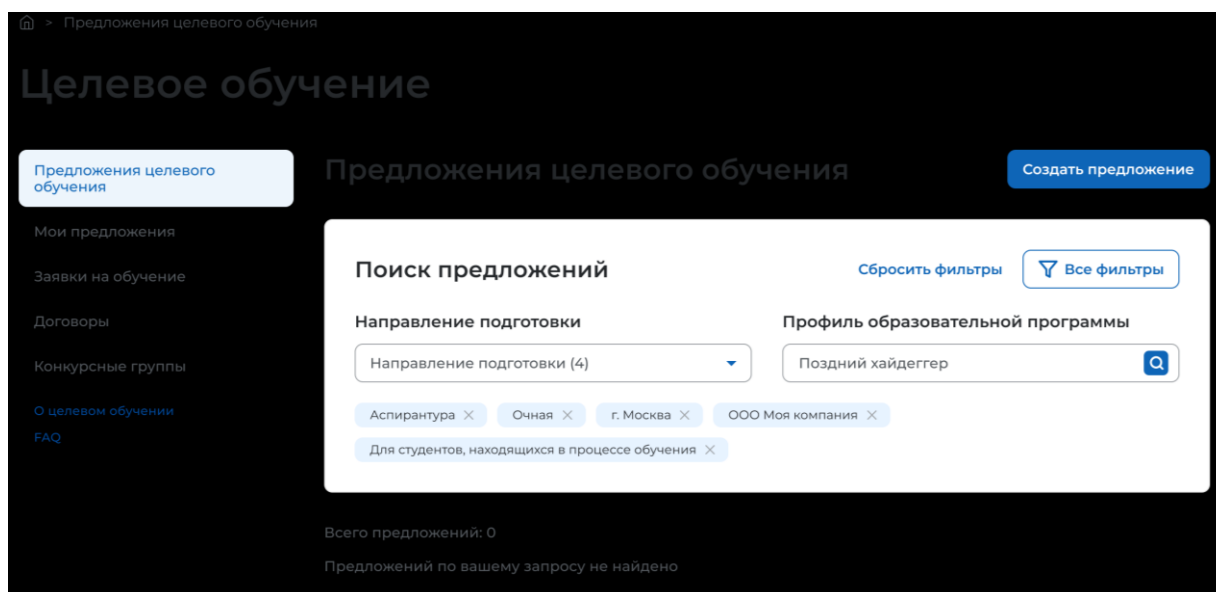 > Предложения целевого обучения
Целевое обучение
Предложения целевого
обучения
Мои предложения
Заявки на обучение
Договоры
Конкурсные группы
О целевом обучении
FAQ
Предложения целевого обучения
Создать предложение
Поиск предложений
Сбросить фильтры
Все фильтры
Направление подготовки
Профиль образовательной программы
Направление подготовки (4)
Поздний хайдеггер
Аспирантура × Очная × г. Москва × ООО Моя компания ×
Для студентов, находящихся в процессе обучения ×
Всего предложений: 0
Предложений по вашему запросу не найдено